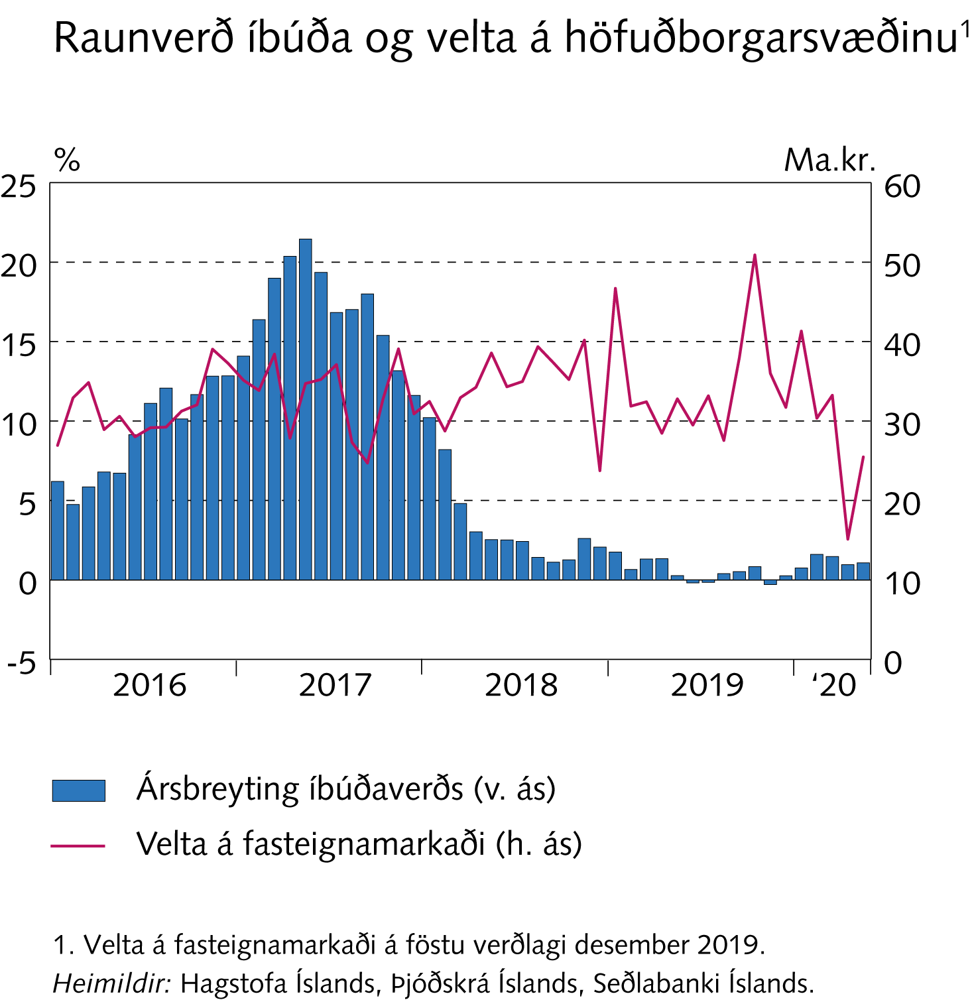 Raunverð íbúða og velta á höfuðborgarsvæðinu¹
% Ma.kr.
25 60
20 50
15 40
10 30
5 20
0 10
-5 0
2016 2017 2018 2019 ‘20
Ársbreyting íbúðaverðs (v. ás)
Velta á fasteignamarkaði (h. ás)
1. Velta á fasteignamarkaði á föstu verðlagi desember 2019.
Heimildir: Hagstofa Íslands, Þjóðskrá Íslands, Seðlabanki Íslands.